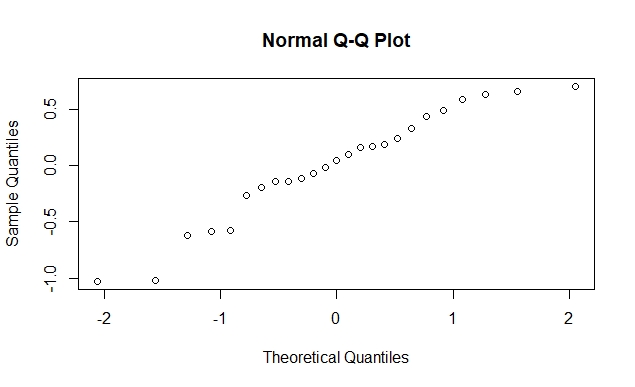 Normal Q-Q Plot
Sample Quantiles
0.5
0.0
-0.5
-1.0
-2 -1 0 1 2
Theoretical Quantiles